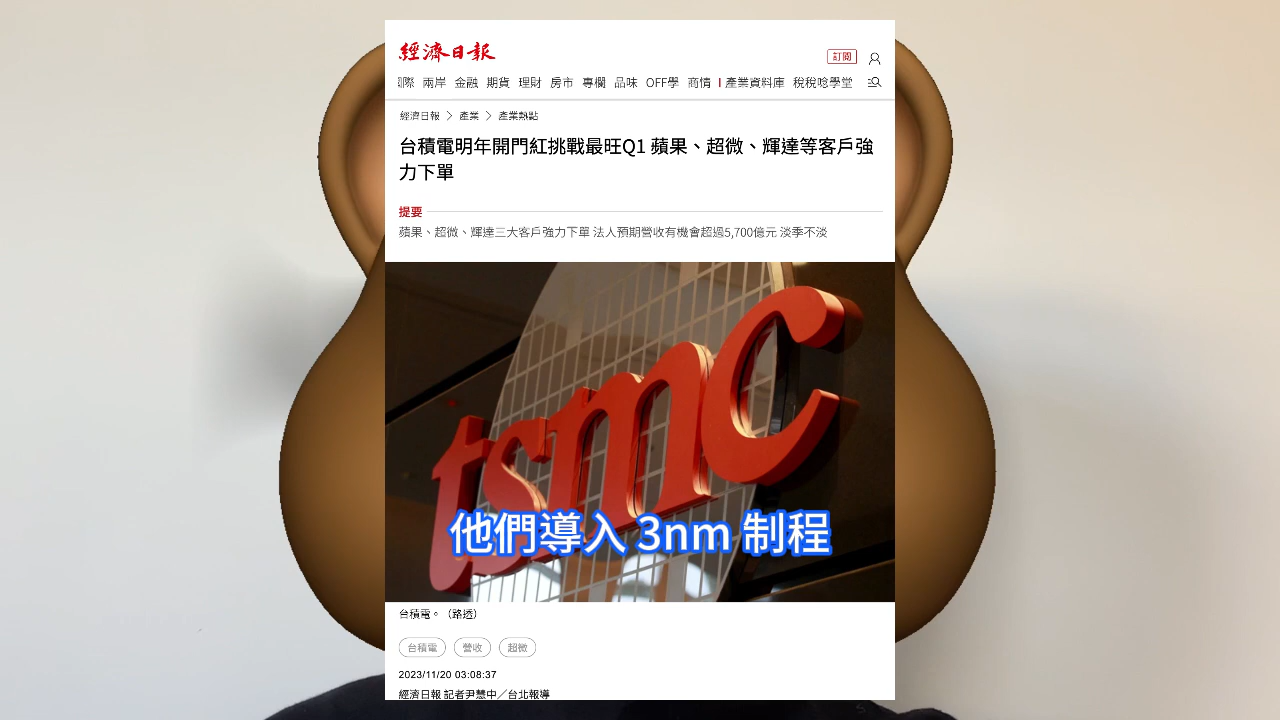 經濟日報
訂閱
國際 兩岸 金融 期貨 理財 房市 專欄 品味 OFF學 商情 產業資料庫 稅稅唸學堂
經濟日報 > 產業 > 產業熱點
台積電明年開門紅挑戰最旺Q1 蘋果、超微、輝達等客戶強
力下單
提要
蘋果、超微、輝達三大客戶強力下單 法人預期營收有機會超過5,700億元 淡季不淡
tsmc
他們導入 3nm 制程
台積電。（路透）
台積電 營收 超微
2023/11/20 03:08:37
經濟日報 記者尹慧中／台北報導